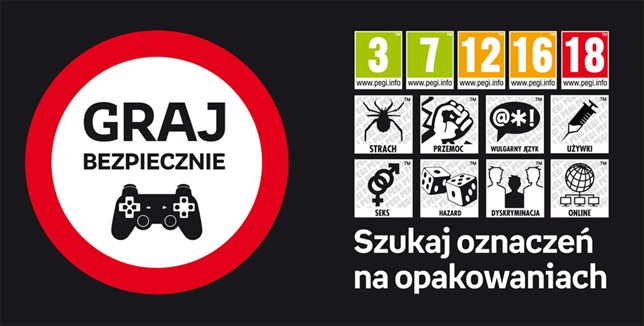 GRAJ
BEZPIECZNIE
3 7 12 16 18
www.pegi.info www.pegi.info www.pegi.info www.pegi.info www.pegi.info
@*!
STRACH PRZEMOC WULGARNY JĘZYK UŻYWKI
SEKS HAZARD DYSKRYMINACJA ONLINE
Szukaj oznaczeń
na opakowaniach